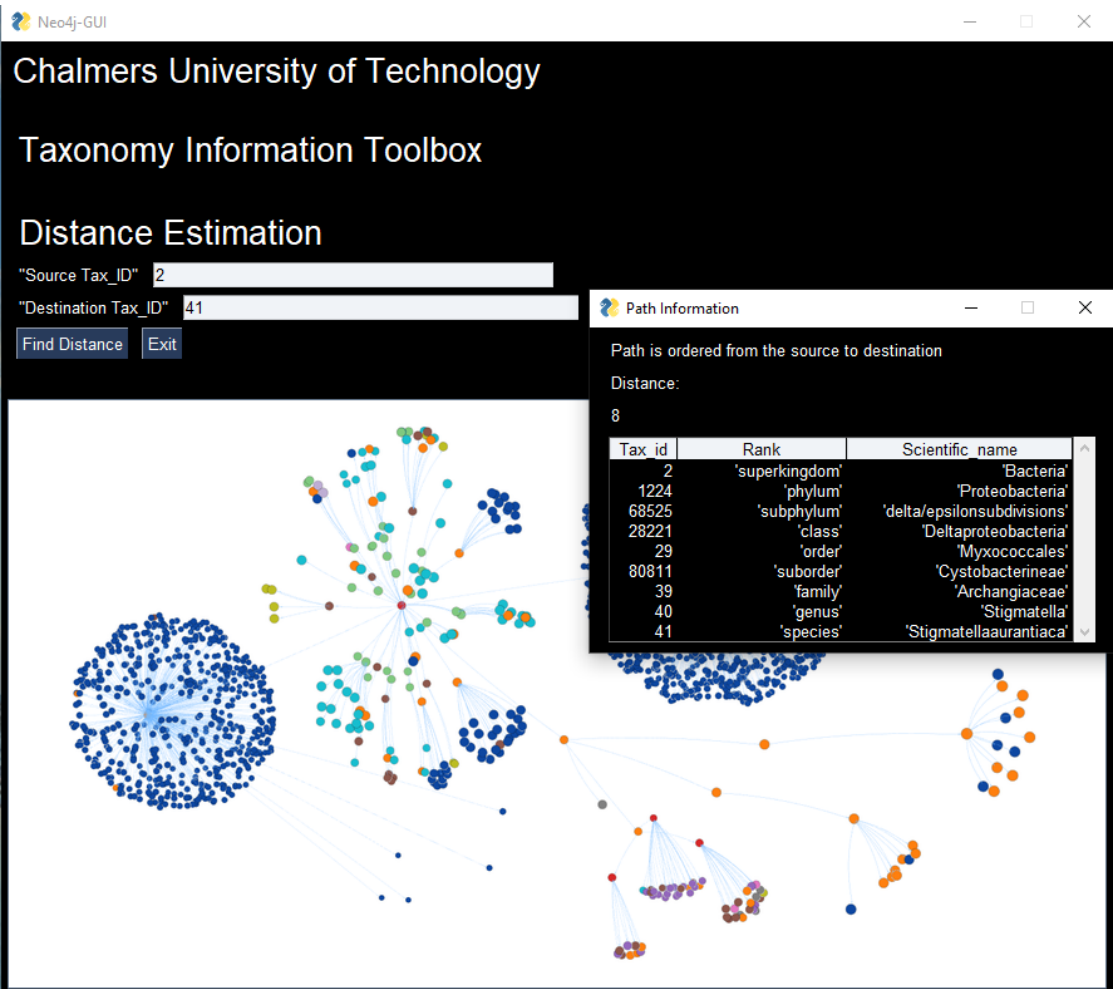 Neo4j-GUI
Chalmers University of Technology
Taxonomy Information Toolbox
Distance Estimation
"Source Tax_ID" 2
"Destination Tax_ID" 41
Find Distance Exit
Path Information
Path is ordered from the source to destination
Distance:
8
Tax_id Rank Scientific_name
2 'superkingdom' 'Bacteria'
1224 'phylum' 'Proteobacteria'
68525 'subphylum' 'delta/epsilonsubdivisions'
28221 'class' 'Deltaproteobacteria'
29 'order' 'Myxococcales'
80811 'suborder' 'Cystobacterineae'
39 'family' 'Archangiaceae'
40 'genus' 'Stigmatella'
41 'species' 'Stigmatellaaurantiaca'